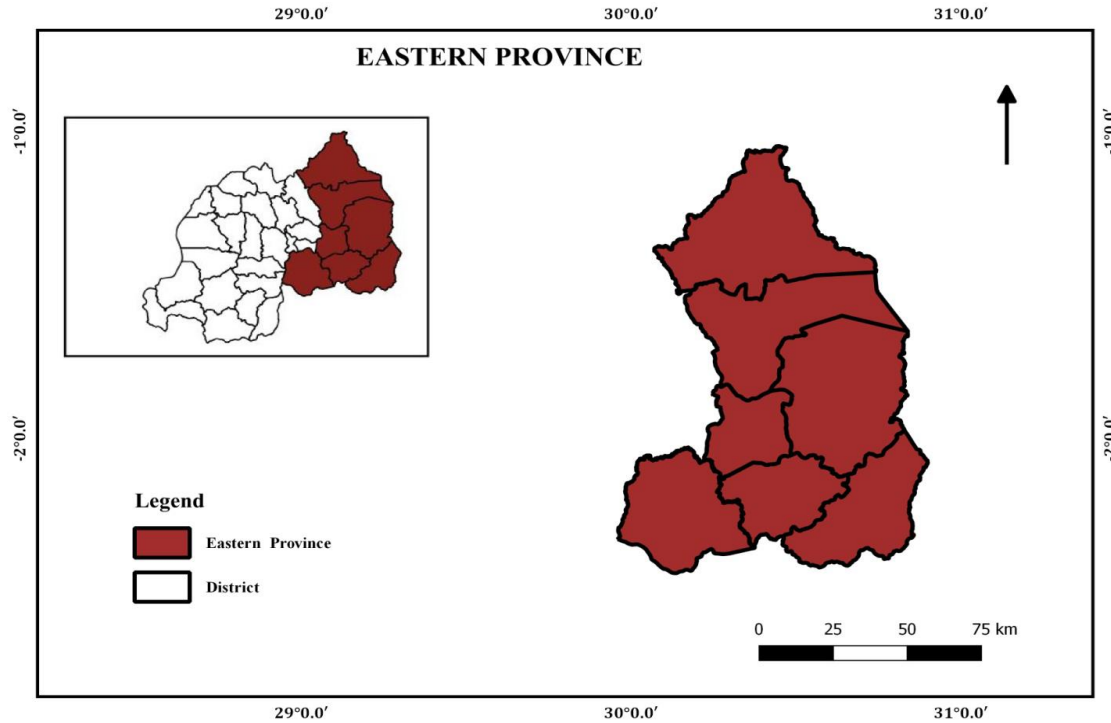 29°0.0′ 30°0.0′ 31°0.0′
EASTERN PROVINCE
-1°0.0′ -1°0.0′
-2°0.0′ -2°0.0′
Legend
Eastern Province
District
0 25 50 75 km
29°0.0′ 30°0.0′ 31°0.0′